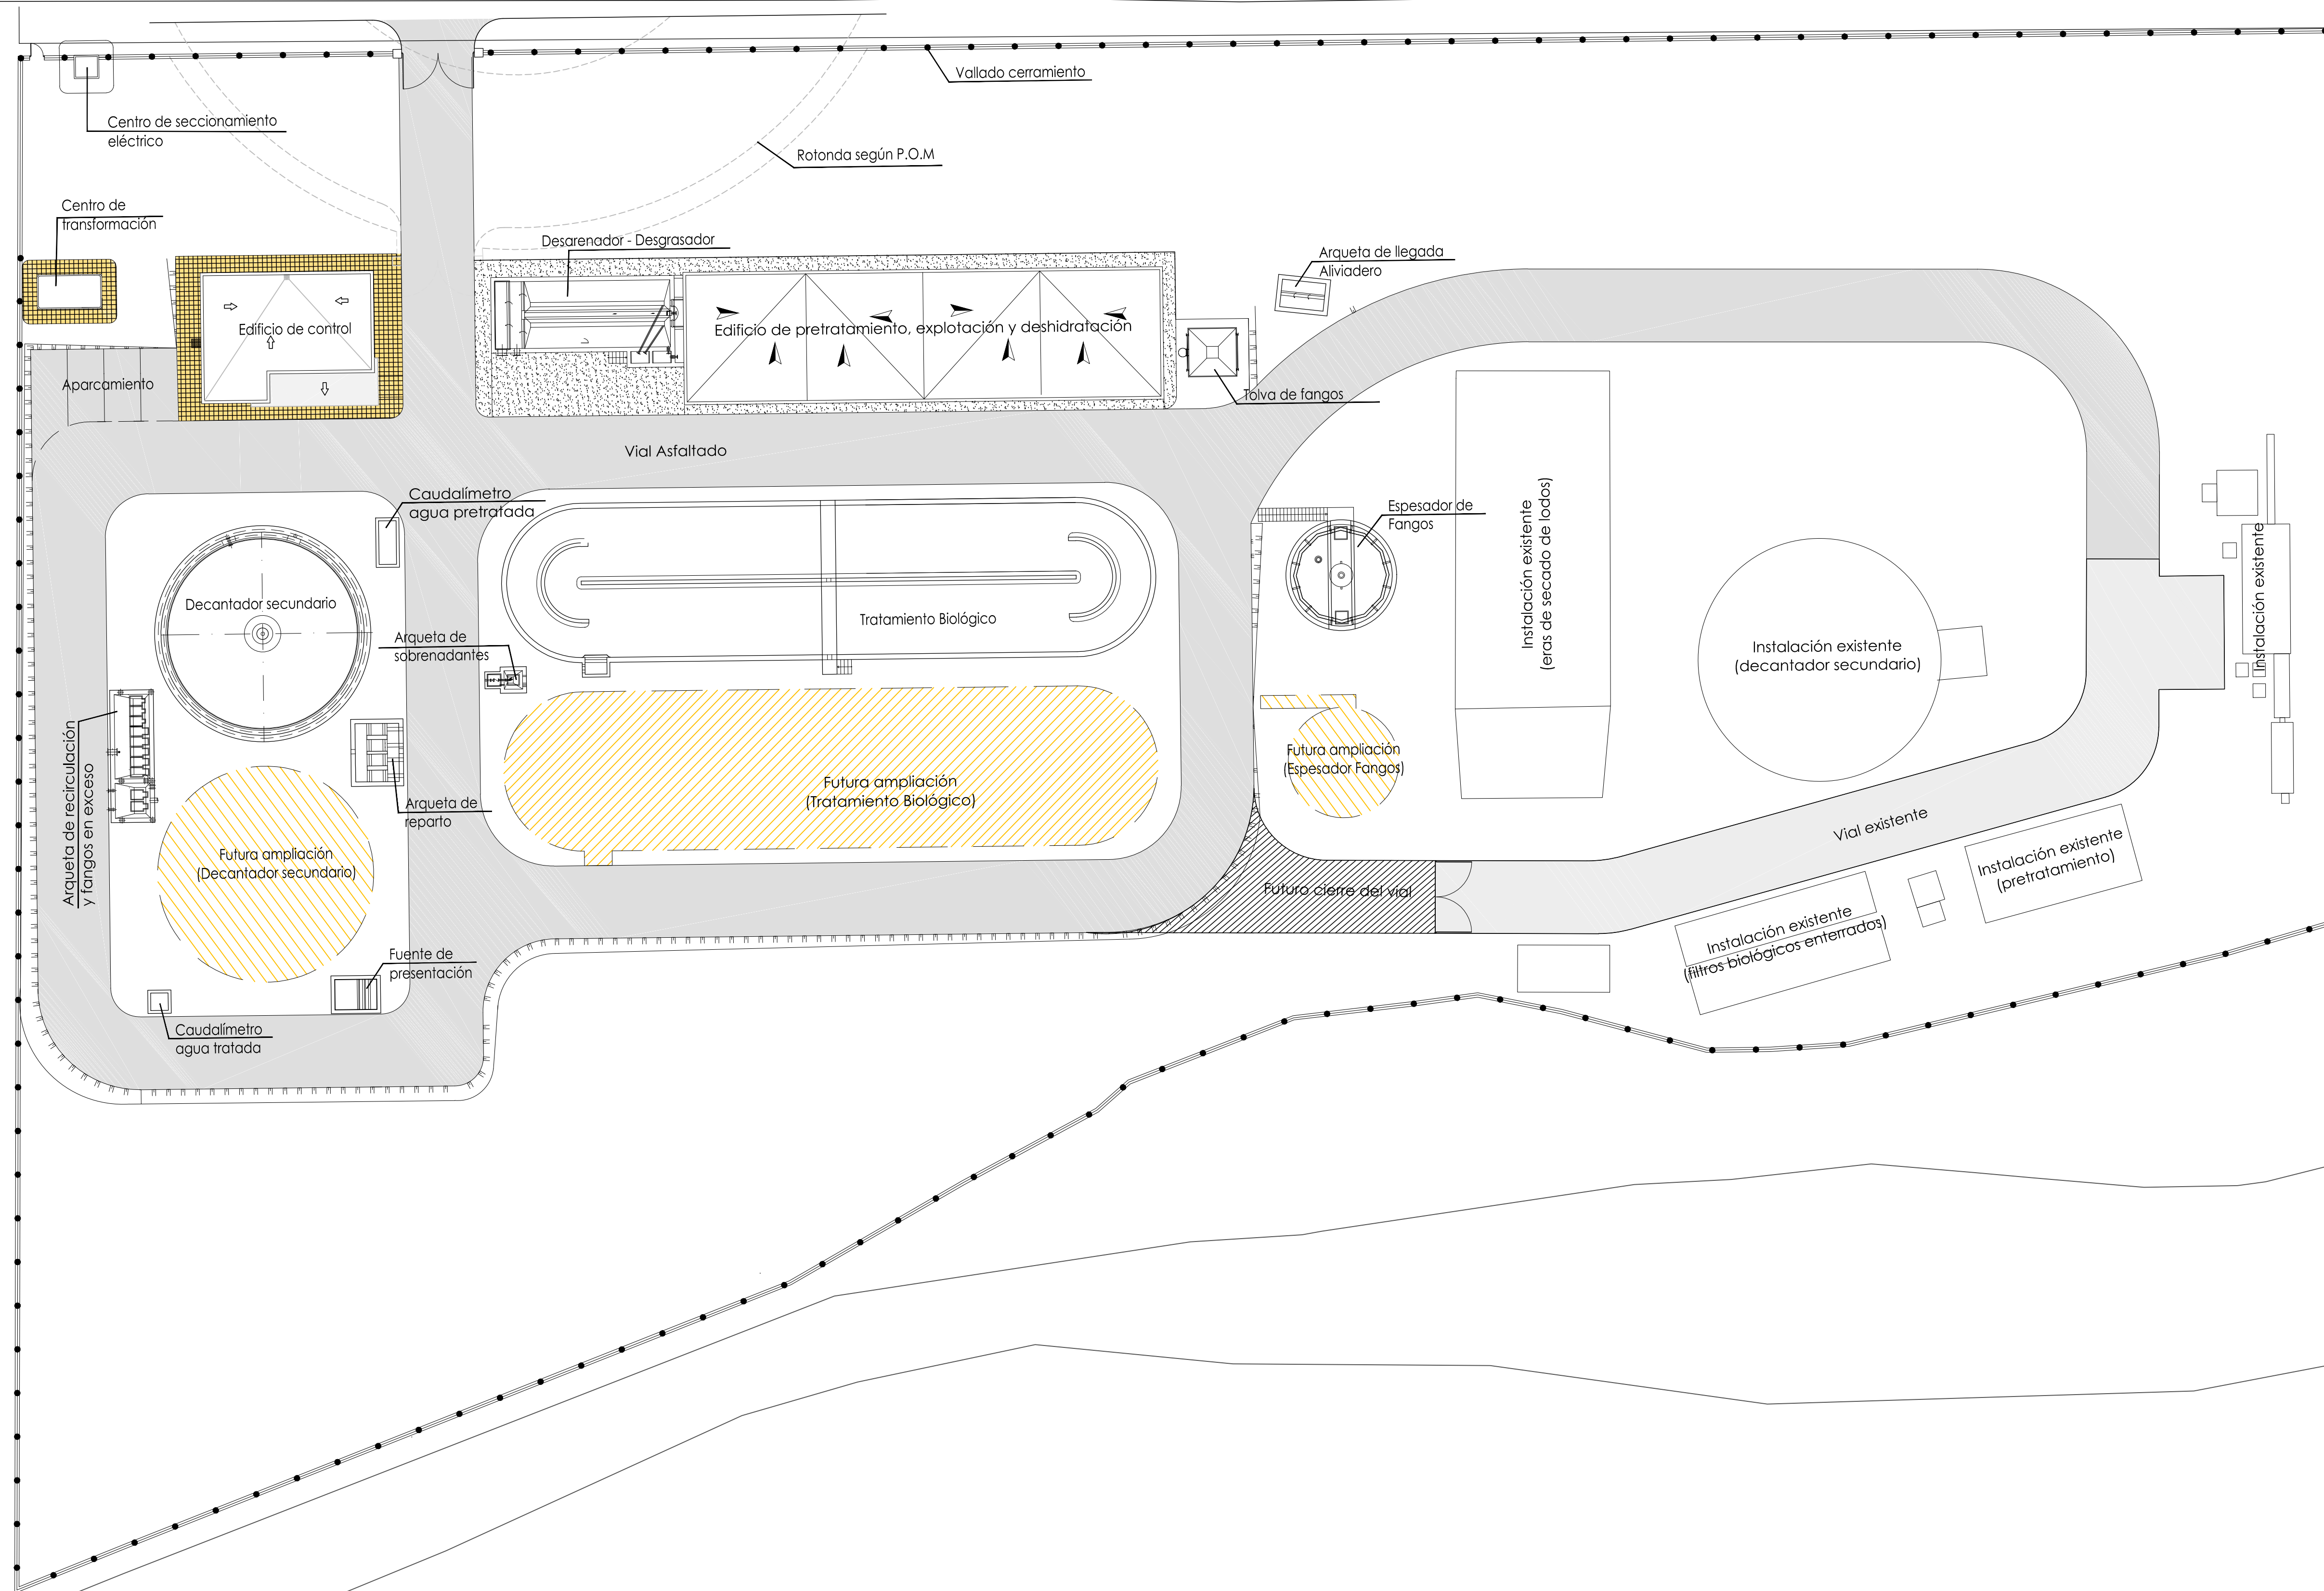 Vallado cerramiento
Centro de seccionamiento
eléctrico
Rotonda según P.O.M
Centro de
transformación
Desarenador - Desgrasador
Arqueta de llegada
Aliviadero
Edificio de control
Edificio de pretratamiento, explotación y deshidratación
Aparcamiento
Tolva de fangos
Vial Asfaltado
Caudalímetro
agua pretratada
Espesador de
Fangos
Instalación existente
(eras de secado de lodos)
Instalación existente
Decantador secundario
Tratamiento Biológico
Arqueta de
sobrenadantes
Instalación existente
(decantador secundario)
Arqueta de recirculación
y fangos en exceso
Futura ampliación
(Espesador Fangos)
Futura ampliación
(Tratamiento Biológico)
Arqueta de
reparto
Vial existente
Futura ampliación
(Decantador secundario)
Instalación existente
(pretratamiento)
Futuro cierre del vial
Instalación existente
(filtros biológicos enterrados)
Fuente de
presentación
Caudalímetro
agua tratada